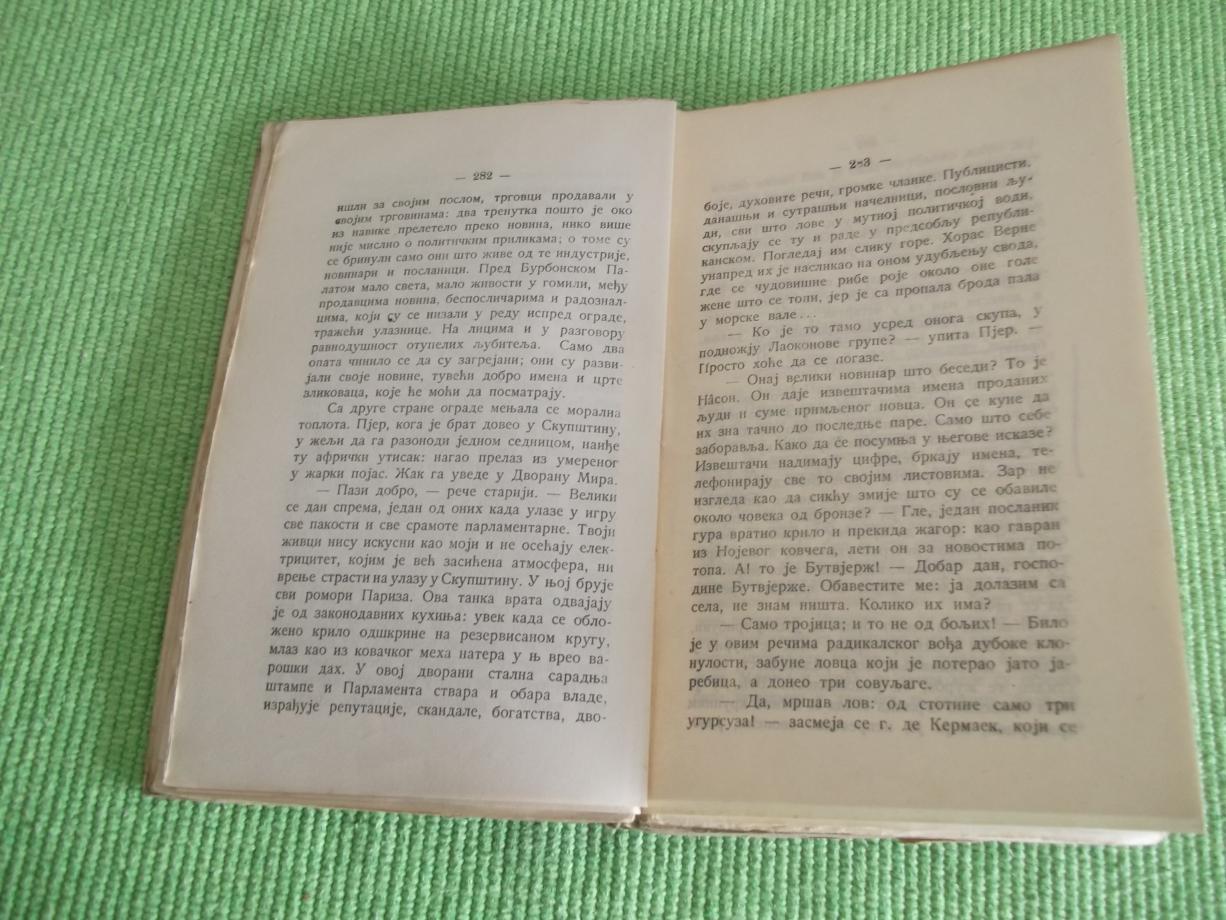 — 282 —
ишли за својим послом, трговци продавали у
својим трговинама: два тренутка пошто је око
из навике прелетело преко новина, нико више
није мислио о политичким приликама; о томе су
се бринули само они што живе од те индустрије,
новинари и посланици. Пред Бурбонском Па-
латом мало света, мало живости у гомили, међу
продавцима новина, беспосличарима и радознал-
цима, који су се низали у реду испред ограде,
тражећи улазнице. На лицима и у разговору
равнодушност отупелих љубитеља. Само два
опата чинило се да су загрејани; они су разви-
јали своје новине, тувећи добро имена и црте
зликоваца, које ће моћи да посматрају.
Са друге стране ограде мењала се морална
топлота. Пјер, кога је брат довео у Скупштину,
у жељи да га разоноди једном седницом, наиђе
ту афрички утисак: нагао прелаз из умереног
у жарки појас. Жак га уведе у Дворану Мира.
— Пази добро, — рече старији. — Велики
се дан спрема, један од оних када улазе у игру
све пакости и све срамоте парламентарне. Твоји
живци нису искусни као моји и не осећају елек-
трицитет, којим је већ засићена атмосфера, ни
врење страсти на улазу у Скупштину. У њој брује
сви ромори Париза. Ова танка врата одвајају
је од законодавних кухиња: увек када се обло-
жено крило одшкрине на резервисаном кругу,
млаз као из ковачког меха натера у њ врео ва-
рошки дах. У овој дворани стална сарадња
штампе и Парламента ствара и обара владе,
израђује репутације, скандале, богатства, дво-
— 2-3 —
боје, духовите речи, громке чланке. Публицисти,
данашњи и сутрашњи начелници, пословни љу-
ди, сви што лове у мутној политичкој води,
скупљају се ту и раде у предсобљу републи-
канском. Погледај им слику горе. Хорас Верне
унапред их је насликао на оном удубљењу свода,
где се чудовишне рибе роје около оне голе
жене што се топи, јер је са пропала брода пала
у морске вале...
— Ко је то тамо усред онога скупа, у
подножју Лаоконове групе? — упита Пјер. —
Просто хоће да се погазе.
— Онај велики новинар што беседи? То је
Нâсон. Он даје извештачима имена проданих
људи и суме примљеног новца. Он се куне да
их зна тачно до последње паре. Само што себе
заборавља. Како да се посумња у његове исказе?
Извештачи надимају цифре, бркају имена, те-
лефонирају све то својим листовима. Зар не
изгледа као да сикћу змије што су се обавиле
около човека од бронзе? — Гле, један посланик
гура вратно крило и прекида жагор: као гавран
из Нојевог ковчега, лети он за новостима по-
топа. А! то је Бутвјерж! — Добар дан, госпо-
дине Бутвјерже. Обавестите ме: ја долазим са
села, не знам ништа. Колико их има?
— Само тројица; и то не од бољих! — Било
је у овим речима радикалског вођа дубоке кло-
нулости, забуне ловца који је потерао јато ја-
ребица, а донео три совуљаге.
— Да, мршав лов: од стотине само три
угурсуза! — засмеја се г. де Кермаек, који се